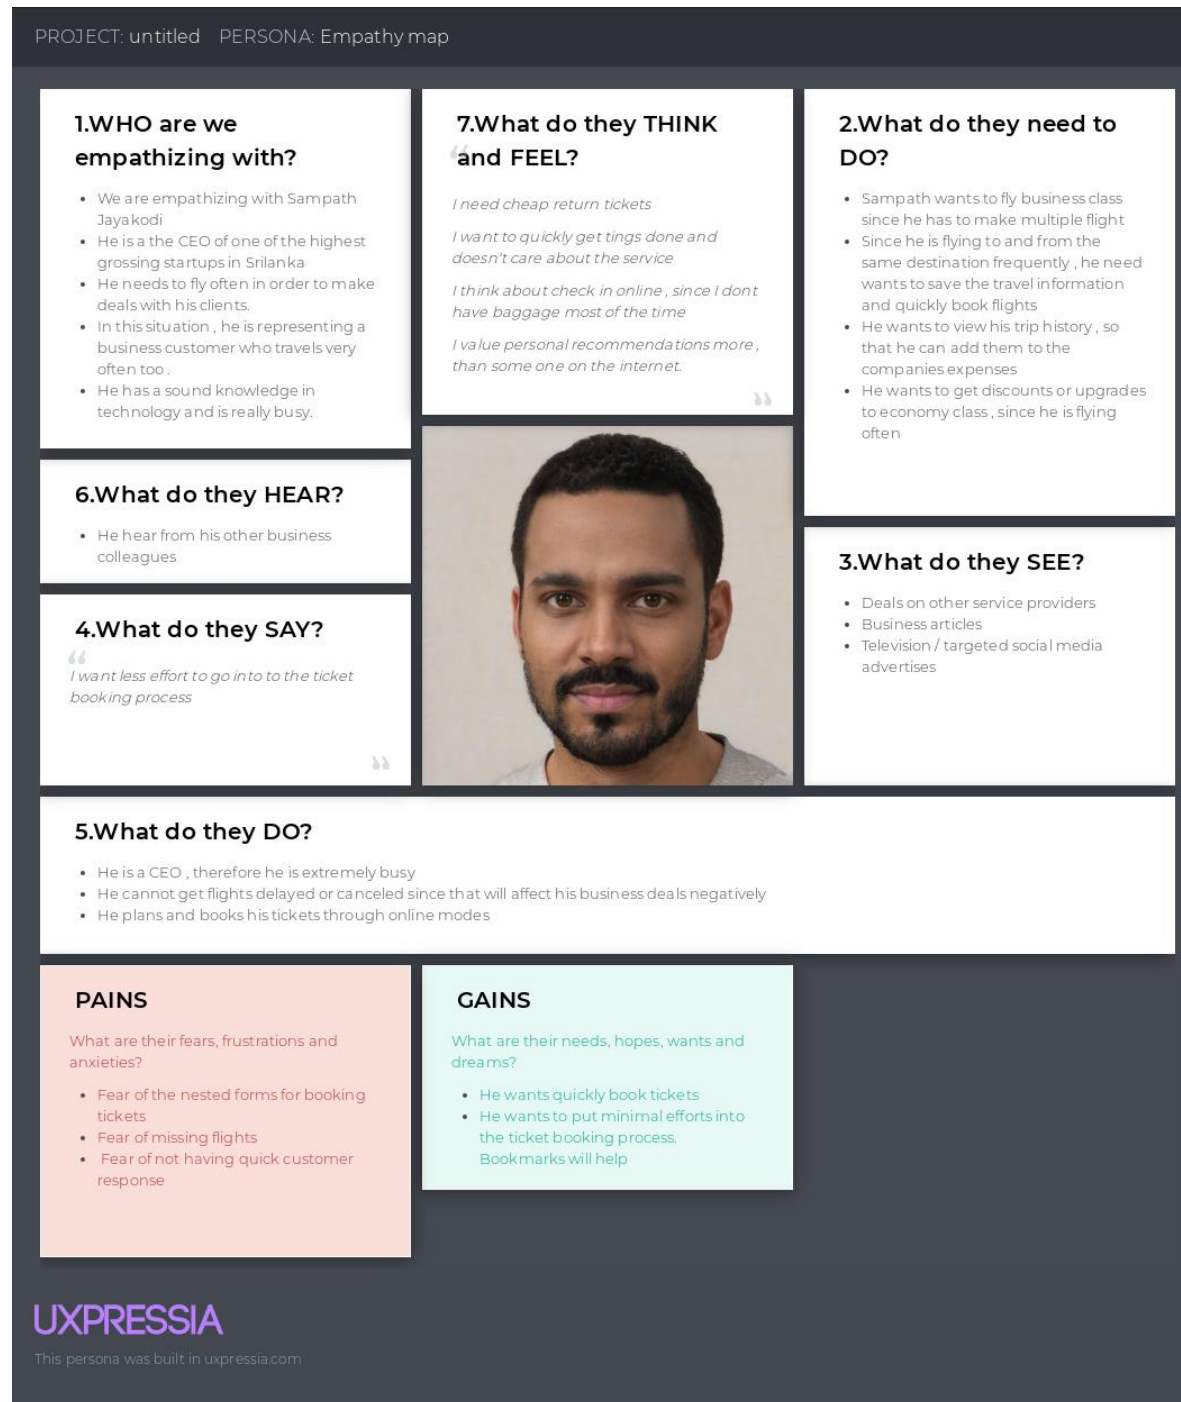 PROJECT: untitled PERSONA: Empathy map
1.WHO are we
empathizing with?
• We are empathizing with Sampath
Jayakodi
• He is a the CEO of one of the highest
grossing startups in Srilanka
• He needs to fly often in order to make
deals with his clients.
• In this situation , he is representing a
business customer who travels very
often too .
• He has a sound knowledge in
technology and is really busy.
7.What do they THINK
and FEEL?
“
I need cheap return tickets
I want to quickly get tings done and
doesn't care about the service
I think about check in online , since I dont
have baggage most of the time
I value personal recommendations more ,
than some one on the internet.
”
2.What do they need to
DO?
• Sampath wants to fly business class
since he has to make multiple flight
• Since he is flying to and from the
same destination frequently , he need
wants to save the travel information
and quickly book flights
• He wants to view his trip history , so
that he can add them to the
companies expenses
• He wants to get discounts or upgrades
to economy class , since he is flying
often
6.What do they HEAR?
• He hear from his other business
colleagues
4.What do they SAY?
“
I want less effort to go into to the ticket
booking process
”
3.What do they SEE?
• Deals on other service providers
• Business articles
• Television / targeted social media
advertises
5.What do they DO?
• He is a CEO , therefore he is extremely busy
• He cannot get flights delayed or canceled since that will affect his business deals negatively
• He plans and books his tickets through online modes
PAINS
What are their fears, frustrations and
anxieties?
• Fear of the nested forms for booking
tickets
• Fear of missing flights
• Fear of not having quick customer
response
GAINS
What are their needs, hopes, wants and
dreams?
• He wants quickly book tickets
• He wants to put minimal efforts into
the ticket booking process.
Bookmarks will help
UXPRESSIA
This persona was built in uxpressia.com